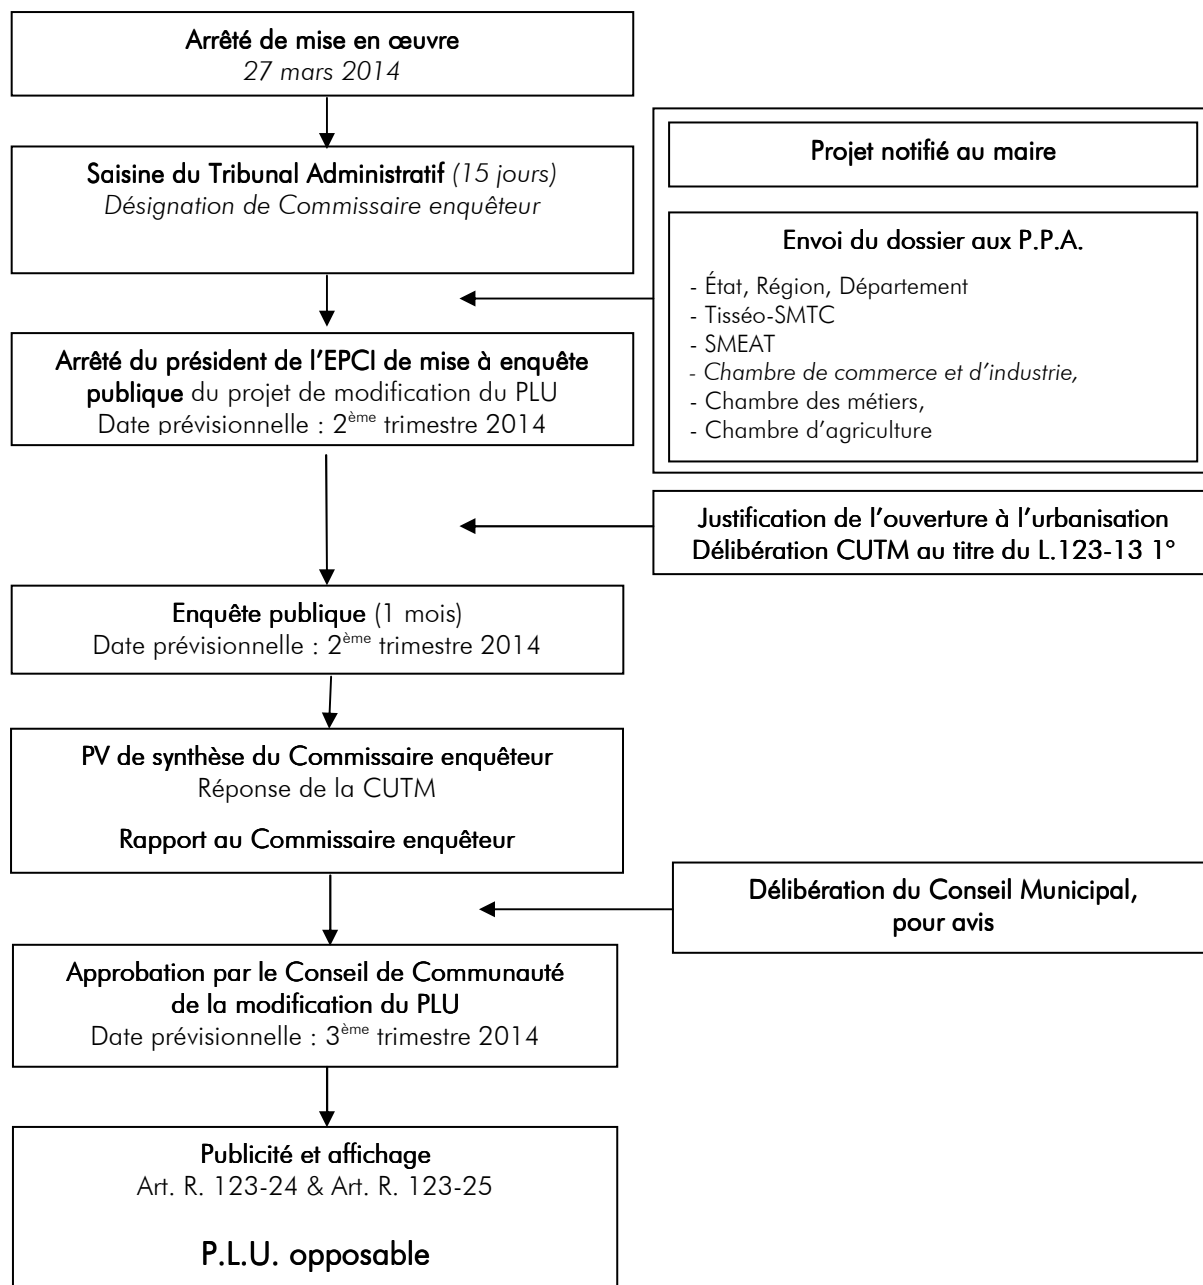 Arrêté de mise en œuvre
27 mars 2014
Saisine du Tribunal Administratif (15 jours)
Désignation de Commissaire enquêteur
Projet notifié au maire
Envoi du dossier aux P.P.A.
- État, Région, Département
- Tisséo-SMTC
- SMEAT
- Chambre de commerce et d'industrie,
- Chambre des métiers,
- Chambre d'agriculture
Arrêté du président de l'EPCI de mise à enquête
publique du projet de modification du PLU
Date prévisionnelle : 2ème trimestre 2014
Justification de l'ouverture à l'urbanisation
Délibération CUTM au titre du L.123-13 1°
Enquête publique (1 mois)
Date prévisionnelle : 2ème trimestre 2014
PV de synthèse du Commissaire enquêteur
Réponse de la CUTM
Rapport au Commissaire enquêteur
Délibération du Conseil Municipal,
pour avis
Approbation par le Conseil de Communauté
de la modification du PLU
Date prévisionnelle : 3ème trimestre 2014
Publicité et affichage
Art. R. 123-24 & Art. R. 123-25
P.L.U. opposable